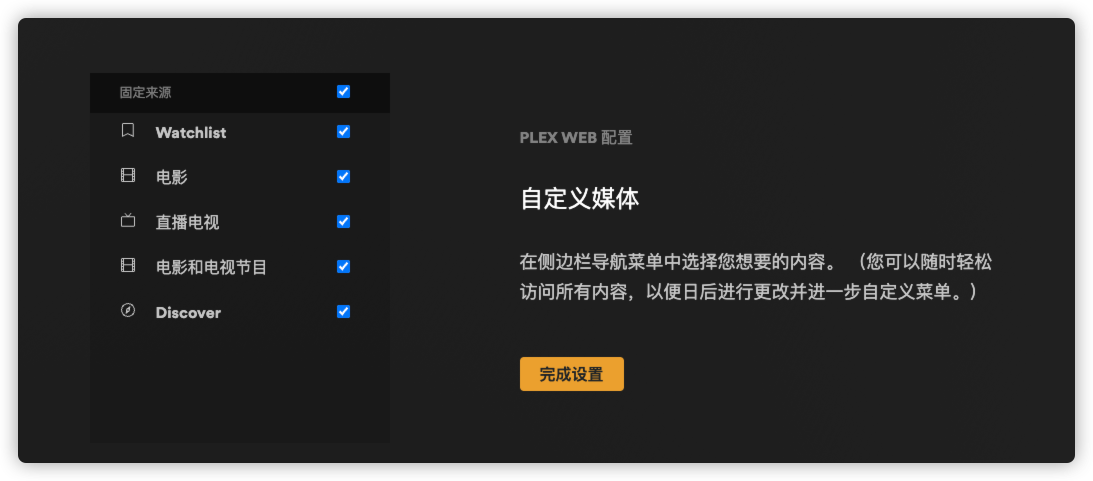 固定来源
Watchlist
电影
直播电视
电影和电视节目
Discover
PLEX WEB 配置
自定义媒体
在侧边栏导航菜单中选择您想要的内容。 （您可以随时轻松
访问所有内容，以便日后进行更改并进一步自定义菜单。）
完成设置